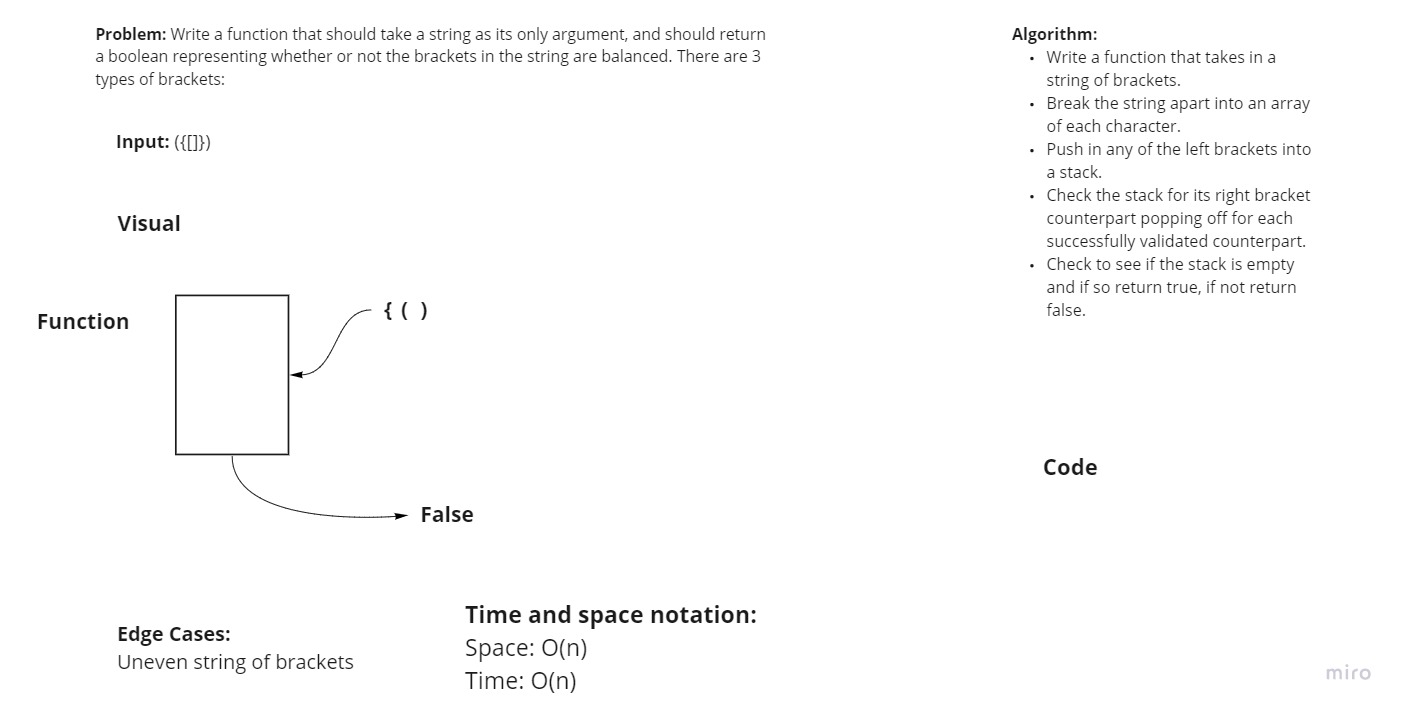 Problem: Write a function that should take a string as its only argument, and should return
a boolean representing whether or not the brackets in the string are balanced. There are 3
types of brackets:
Input: ({[]})
Visual
Function
{ ( )
False
Edge Cases:
Uneven string of brackets
Time and space notation:
Space: O(n)
Time: O(n)
Algorithm:
• Write a function that takes in a
string of brackets.
• Break the string apart into an array
of each character.
• Push in any of the left brackets into
a stack.
• Check the stack for its right bracket
counterpart popping off for each
successfully validated counterpart.
• Check to see if the stack is empty
and if so return true, if not return
false.
Code
miro